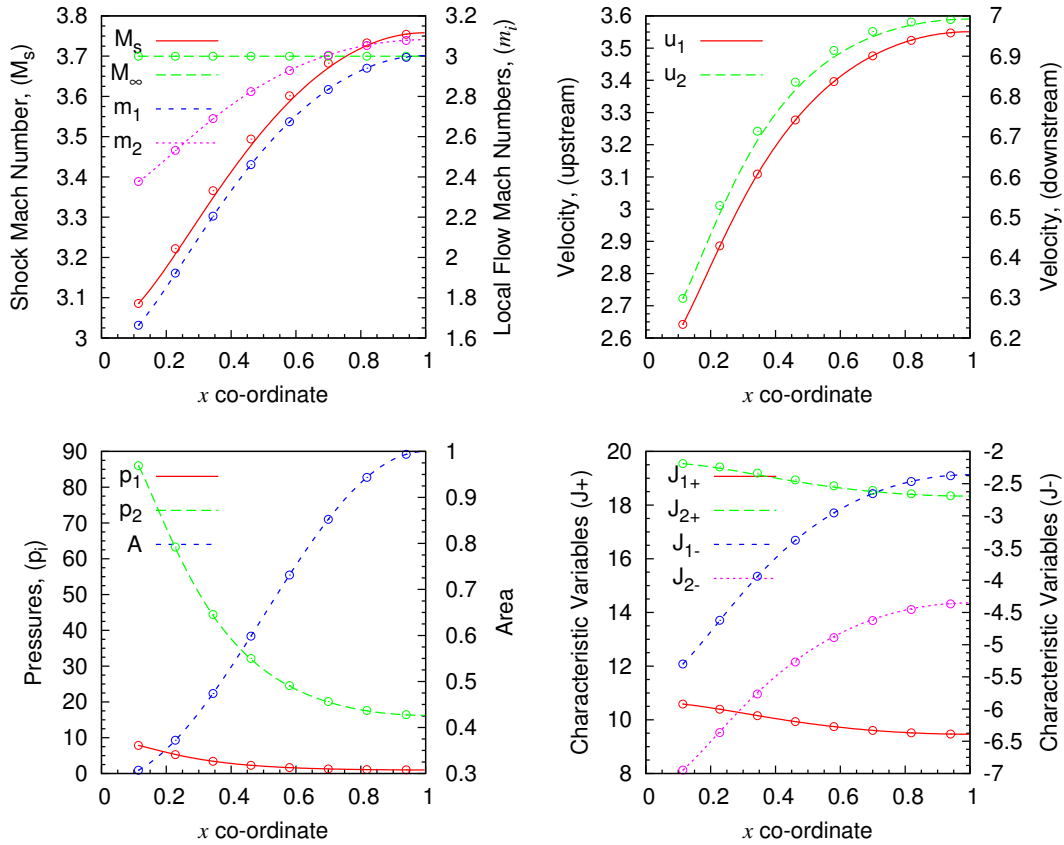 Shock Mach Number, (Mₛ)
3.8
3.7
3.6
3.5
3.4
3.3
3.2
3.1
3
Mₛ
M∞
m₁
m₂
3.2
3
2.8
2.6
2.4
2.2
2
1.8
1.6
Local Flow Mach Numbers, (mᵢ)
0 0.2 0.4 0.6 0.8 1
x co-ordinate
Velocity, (upstream)
3.6
3.5
3.4
3.3
3.2
3.1
3
2.9
2.8
2.7
2.6
u₁
u₂
7
6.9
6.8
6.7
6.6
6.5
6.4
6.3
6.2
Velocity, (downstream)
0 0.2 0.4 0.6 0.8 1
x co-ordinate
Pressures, (pᵢ)
90
80
70
60
50
40
30
20
10
0
p₁
p₂
A
1
0.9
0.8
0.7
0.6
0.5
0.4
0.3
Area
0 0.2 0.4 0.6 0.8 1
x co-ordinate
Characteristic Variables (J+)
20
18
16
14
12
10
8
J₁₊
J₂₊
J₁₋
J₂₋
-2
-2.5
-3
-3.5
-4
-4.5
-5
-5.5
-6
-6.5
-7
Characteristic Variables (J-)
0 0.2 0.4 0.6 0.8 1
x co-ordinate